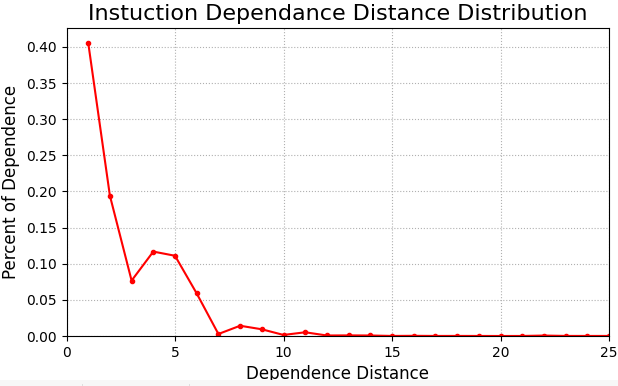 Instuction Dependance Distance Distribution
Percent of Dependence
0.40
0.35
0.30
0.25
0.20
0.15
0.10
0.05
0.00
0 5 10 15 20 25
Dependence Distance